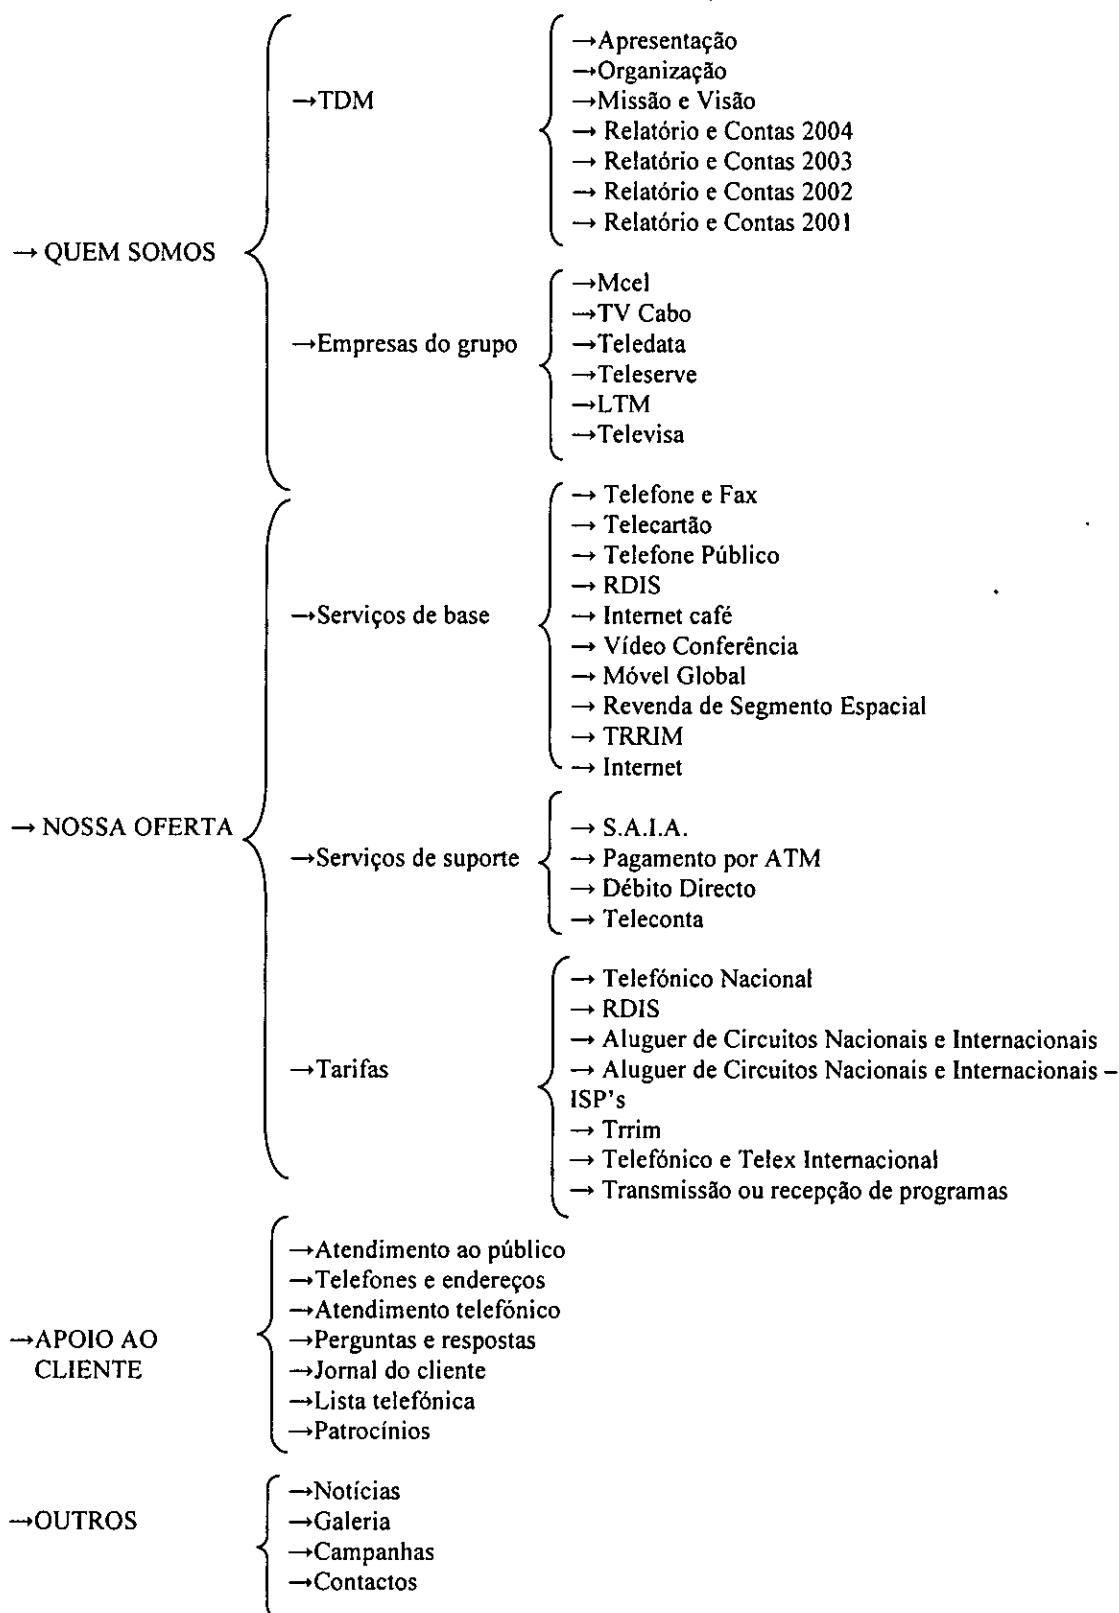 → QUEM SOMOS
→TDM
→Apresentação
→Organização
→Missão e Visão
→ Relatório e Contas 2004
→ Relatório e Contas 2003
→ Relatório e Contas 2002
→ Relatório e Contas 2001
→Empresas do grupo
→Mcel
→TV Cabo
→Teledata
→Teleserve
→LTM
→Televisa
→ NOSSA OFERTA
→Serviços de base
→ Telefone e Fax
→ Telecartão
→ Telefone Público
→ RDIS
→ Internet café
→ Vídeo Conferência
→ Móvel Global
→ Revenda de Segmento Espacial
→ TRRIM
→ Internet
→Serviços de suporte
→ S.A.I.A.
→ Pagamento por ATM
→ Débito Directo
→ Teleconta
→Tarifas
→ Telefónico Nacional
→ RDIS
→ Aluguer de Circuitos Nacionais e Internacionais
→ Aluguer de Circuitos Nacionais e Internacionais –
ISP's
→ Trrim
→ Telefónico e Telex Internacional
→ Transmissão ou recepção de programas
→APOIO AO
CLIENTE
→Atendimento ao público
→Telefones e endereços
→Atendimento telefónico
→Perguntas e respostas
→Jornal do cliente
→Lista telefónica
→Patrocínios
→OUTROS
→Notícias
→Galeria
→Campanhas
→Contactos